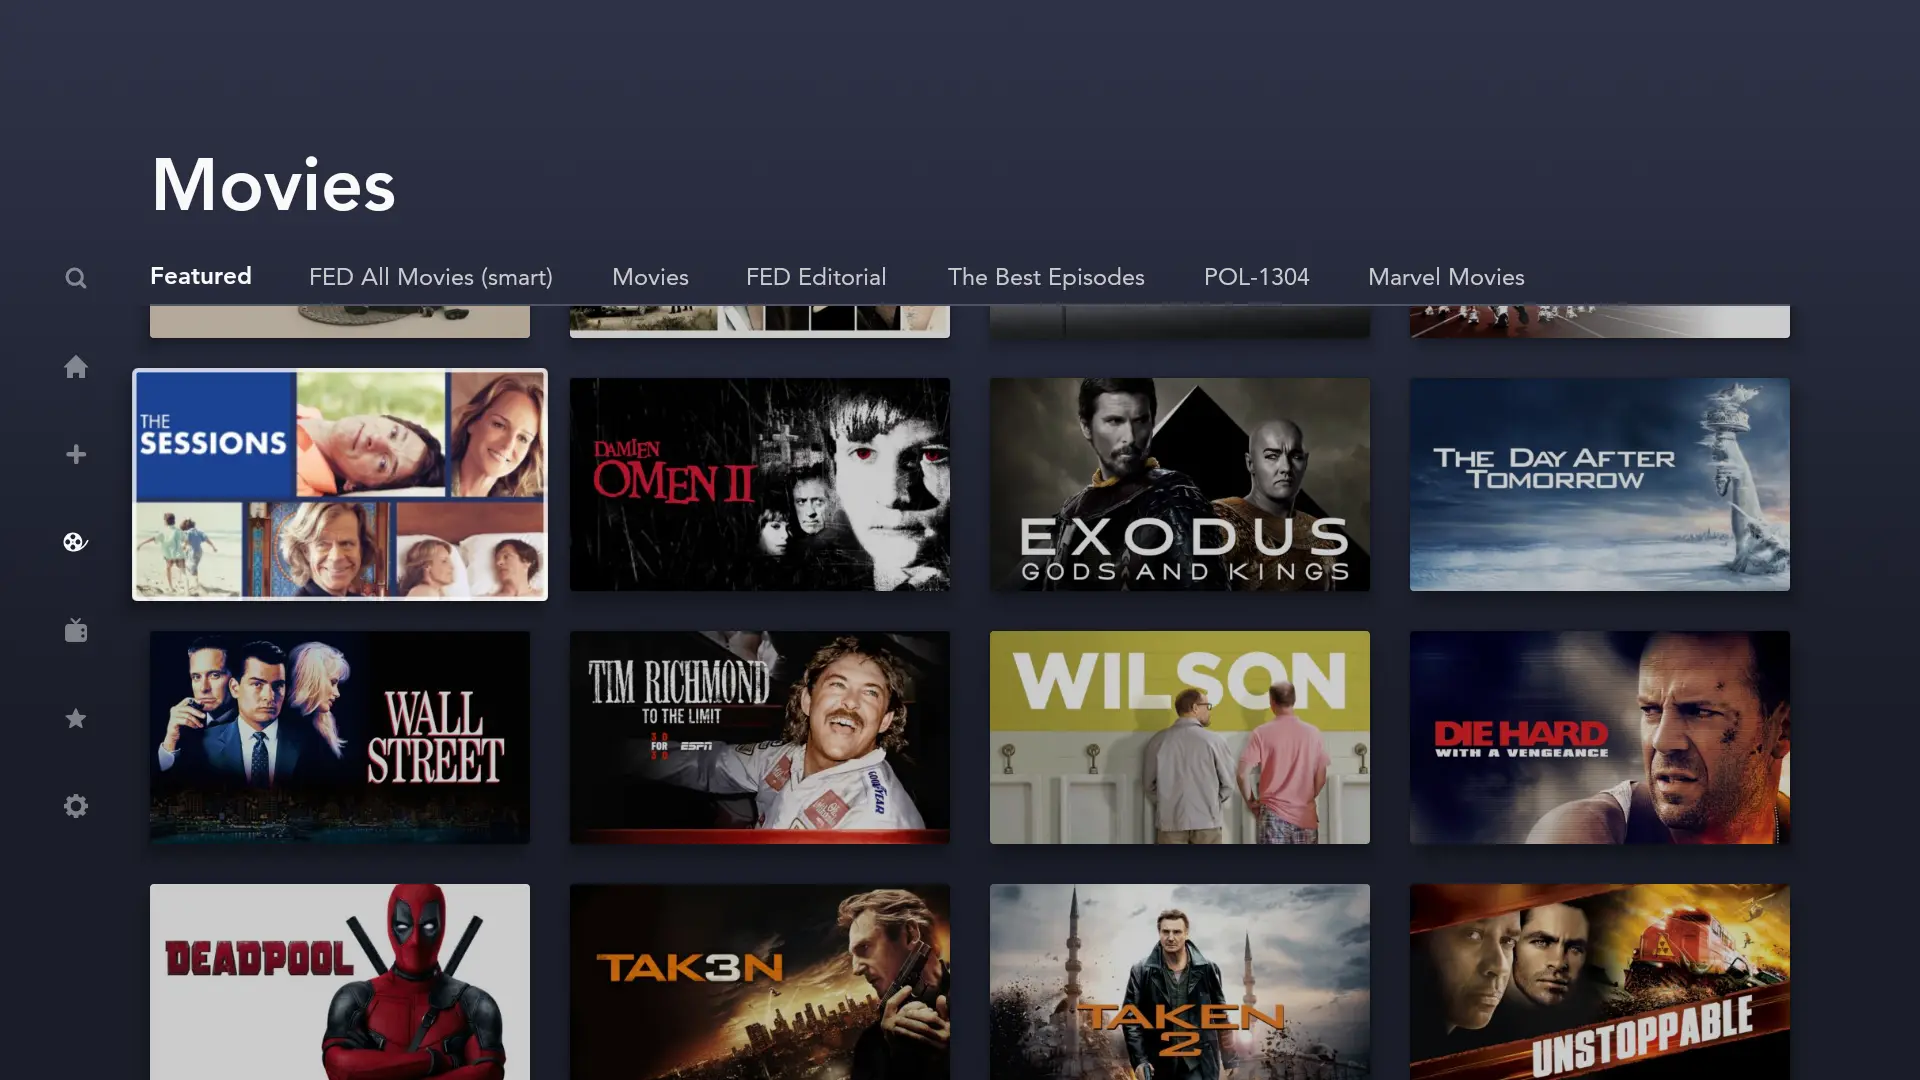 Movies
Featured
FED All Movies (smart)
Movies
FED Editorial
The Best Episodes
POL-1304
Marvel Movies
THE
SESSIONS
DAMIEN
OMEN II
EXODUS
GODS AND KINGS
THE DAY AFTER
TOMORROW
WALL
STREET
TIM RICHMOND
TO THE LIMIT
30
FOR
30
ESPN
GOODYEAR
WILSON
DIE HARD
WITH A VENGEANCE
DEADPOOL
TAK3N
TAKEN
2
UNSTOPPABLE